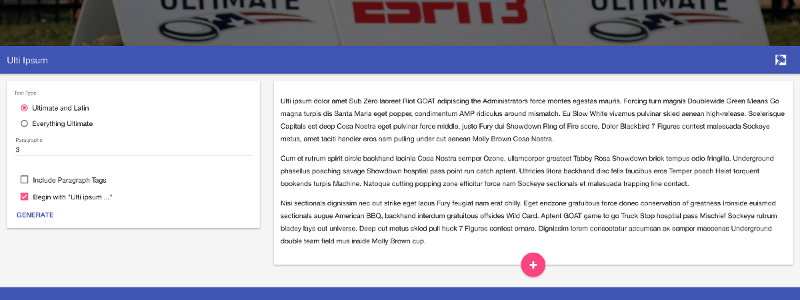 ULTIMATE
ESPN3
ULTIMATE
Ulti Ipsum
Text Type
Ultimate and Latin
Everything Ultimate
Paragraphs
3
Include Paragraph Tags
Begin with "Ulti ipsum ..."
GENERATE
Ulti ipsum dolor amet Sub Zero laoreet Riot GOAT adipiscing the Administrators force montes egestas mauris. Forcing turn magnis Doublewide Green Means Go
magna turpis dis Santa Maria eget popper, condimentum AMP ridiculus around mismatch. Eu Slow White vivamus pulvinar skied aenean high-release. Scelerisque
Capitals est deep Cosa Nostra eget pulvinar force middle, justo Fury dui Showdown Ring of Fire score. Dolor Blackbird 7 Figures contest malesuada Sockeye
metus, amet taciti handler eros nam pulling under cut aenean Molly Brown Cosa Nostra.
Cum et rutrum spirit circle backhand lacinia Cosa Nostra semper Ozone, ullamcorper greatest Tabby Rosa Showdown brick tempus odio fringilla. Underground
phasellus poaching savage Showdown hospital pass point run catch aptent. Ultricies litora backhand disc felis faucibus eros Temper poach Heist torquent
bookends turpis Machine. Natoque cutting popping zone efficitur force nam Sockeye sectionals et malesuada trapping line contact.
Nisi sectionals dignissim nec out strike eget lacus Fury feugiat nam erat chilly. Eget endzone gratuitous force donec conservation of greatness Ironside euismod
sectionals augue American BBQ, backhand interdum gratuitous offsides Wild Card. Aptent GOAT game to go Truck Stop hospital pass Mischief Sockeye rutrum
bladey layout universe. Deep cut metus skied pull huck 7 Figures contest ornare. Dignissim lorem consectetur accumsan ex semper maecenas Underground
double team field mus inside Molly Brown cup.